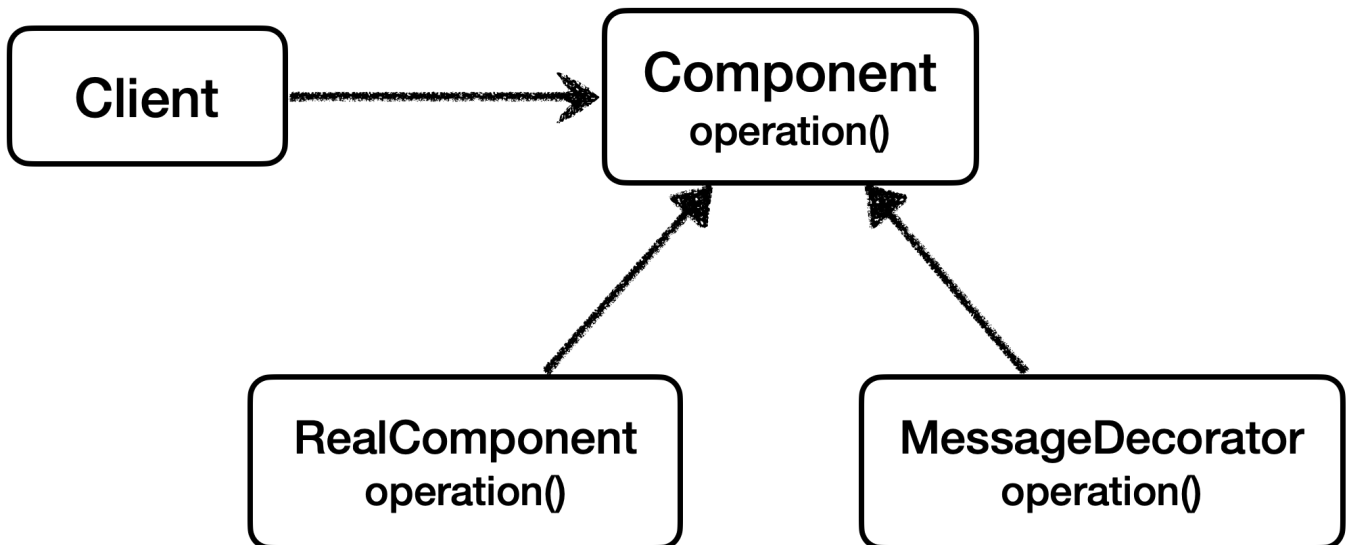 Client
Component
operation()
RealComponent
operation()
MessageDecorator
operation()